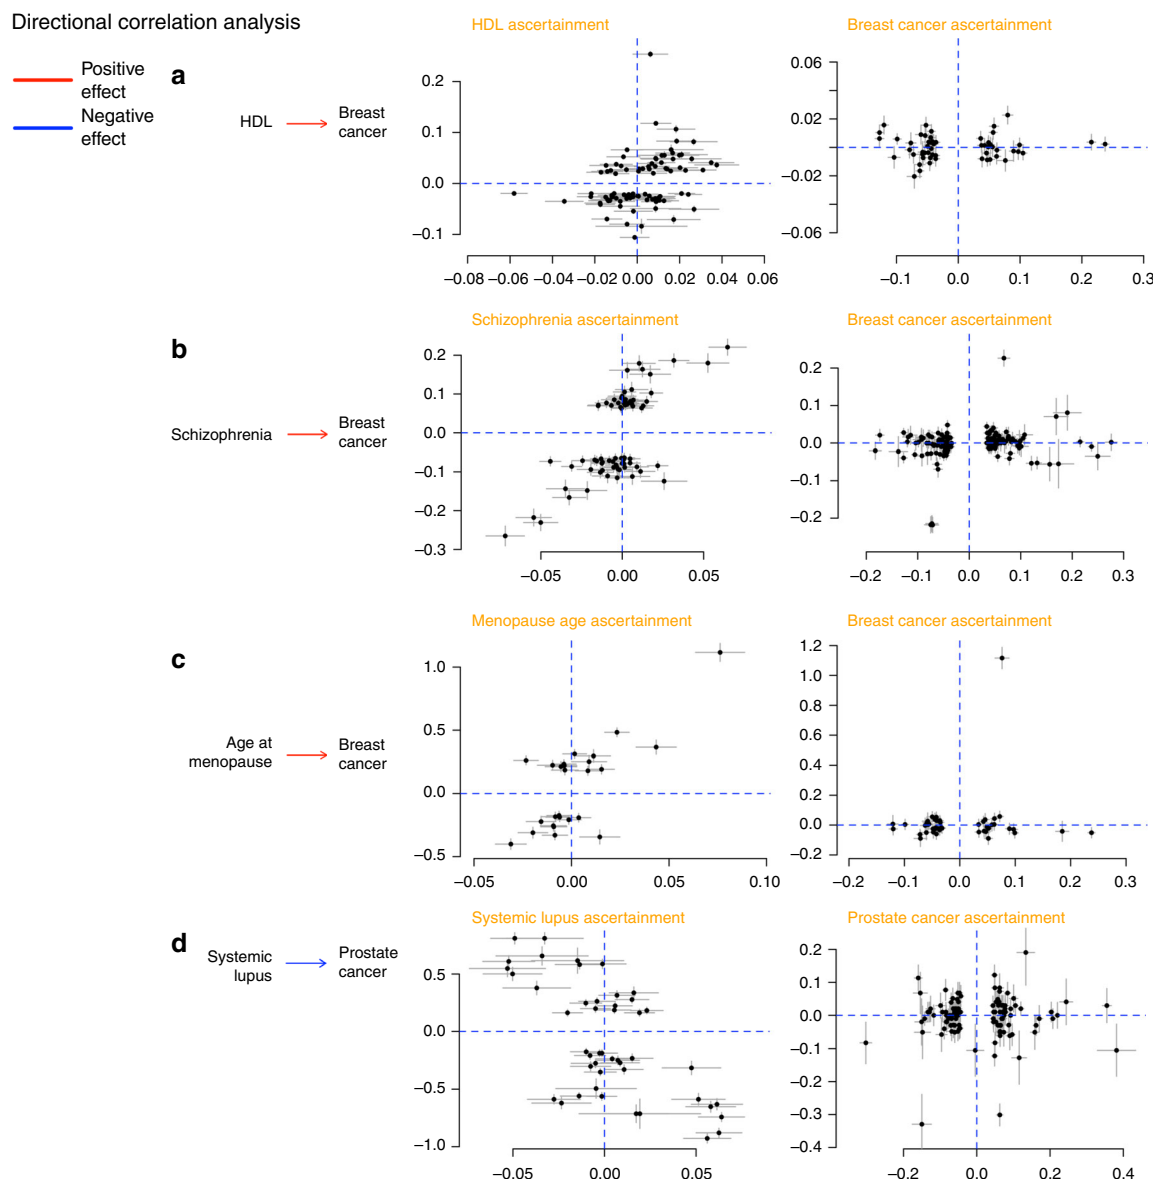 Directional correlation analysis
Positive
effect
Negative
effect
a
HDL
Breast
cancer
HDL ascertainment
0.2
0.1
0.0
–0.1
–0.08 –0.06 –0.04 –0.02 0.00 0.02 0.04 0.06
Breast cancer ascertainment
0.06
0.02
–0.02
–0.06
–0.1 0.0 0.1 0.3
b
Schizophrenia
Breast
cancer
Schizophrenia ascertainment
0.2
0.1
0.0
–0.1
–0.2
–0.3
–0.05 0.00 0.05
Breast cancer ascertainment
0.2
0.1
0.0
–0.1
–0.2
–0.2 –0.1 0.0 0.1 0.2 0.3
c
Age at
menopause
Breast
cancer
Menopause age ascertainment
1.0
0.5
0.0
–0.5
–0.05 0.00 0.05 0.10
Breast cancer ascertainment
1.2
1.0
0.8
0.6
0.4
0.2
0.0
–0.2
–0.2 –0.1 0.0 0.1 0.2 0.3
d
Systemic
lupus
Prostate
cancer
Systemic lupus ascertainment
0.5
0.0
–0.5
–1.0
–0.05 0.00 0.05
Prostate cancer ascertainment
0.2
0.1
0.0
–0.1
–0.2
–0.3
–0.4
–0.2 0.0 0.2 0.4